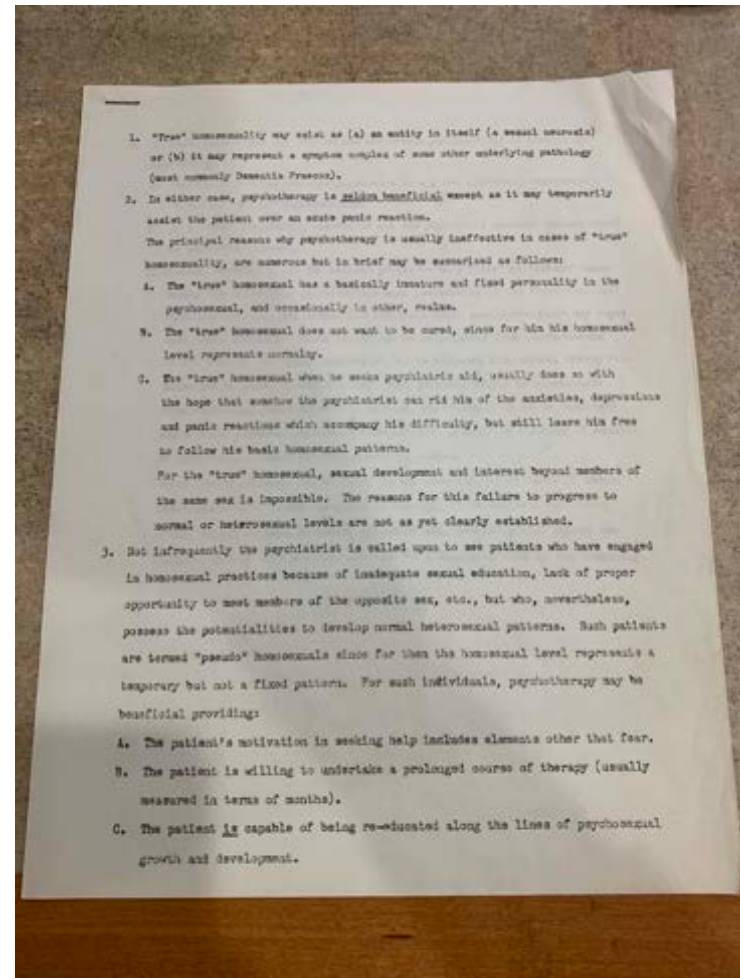 1. "True" homosexuality may exist as (a) an entity in itself (a sexual neurosis)
or (b) it may represent a symptom complex of some other underlying pathology
(most commonly Dementia Praecox).
2. In either case, psychotherapy is seldom beneficial except as it may temporarily
assist the patient over an acute panic reaction.
The principal reasons why psychotherapy is usually ineffective in cases of "true"
homosexuality, are numerous but in brief may be summarized as follows:
A. The "true" homosexual has a basically immature and fixed personality in the
psychosexual, and occasionally in other, realms.
B. The "true" homosexual does not want to be cured, since for him his homosexual
level represents normalcy.
C. The "true" homosexual when he seeks psychiatric aid, usually does so with
the hope that somehow the psychiatrist can rid him of the anxieties, depressions
and panic reactions which accompany his difficulty, but still leave him free
to follow his basic homosexual patterns.
For the "true" homosexual, sexual development and interest beyond members of
the same sex is impossible. The reasons for this failure to progress to
normal or heterosexual levels are not as yet clearly established.
3. Not infrequently the psychiatrist is called upon to see patients who have engaged
in homosexual practices because of inadequate sexual education, lack of proper
opportunity to meet members of the opposite sex, etc., but who, nevertheless,
possess the potentialities to develop normal heterosexual patterns. Such patients
are termed "pseudo" homosexuals since for them the homosexual level represents a
temporary but not a fixed pattern. For such individuals, psychotherapy may be
beneficial providing:
A. The patient's motivation in seeking help includes elements other that fear.
B. The patient is willing to undertake a prolonged course of therapy (usually
measured in terms of months).
C. The patient is capable of being re-educated along the lines of psychosexual
growth and development.